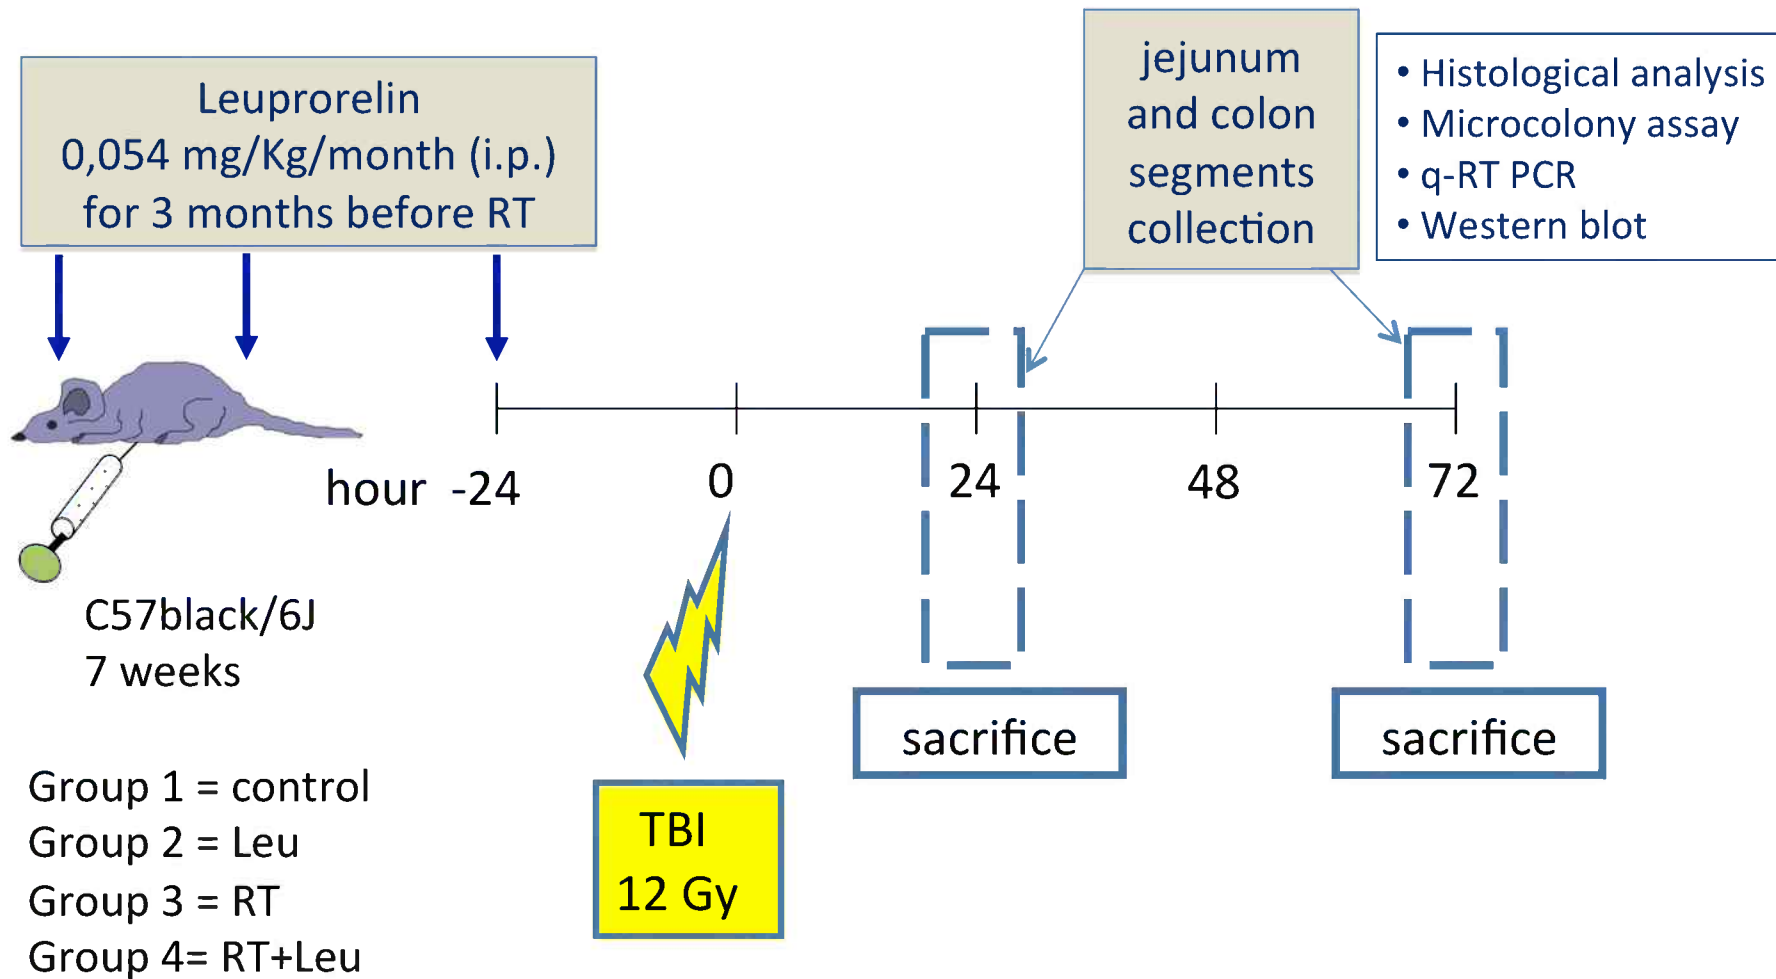 Leuprorelin
0,054 mg/Kg/month (i.p.)
for 3 months before RT
jejunum
and colon
segments
collection
• Histological analysis
• Microcolony assay
• q-RT PCR
• Western blot
hour -24 0 24 48 72
C57black/6J
7 weeks
sacrifice
sacrifice
Group 1 = control
Group 2 = Leu
Group 3 = RT
Group 4= RT+Leu
TBI
12 Gy